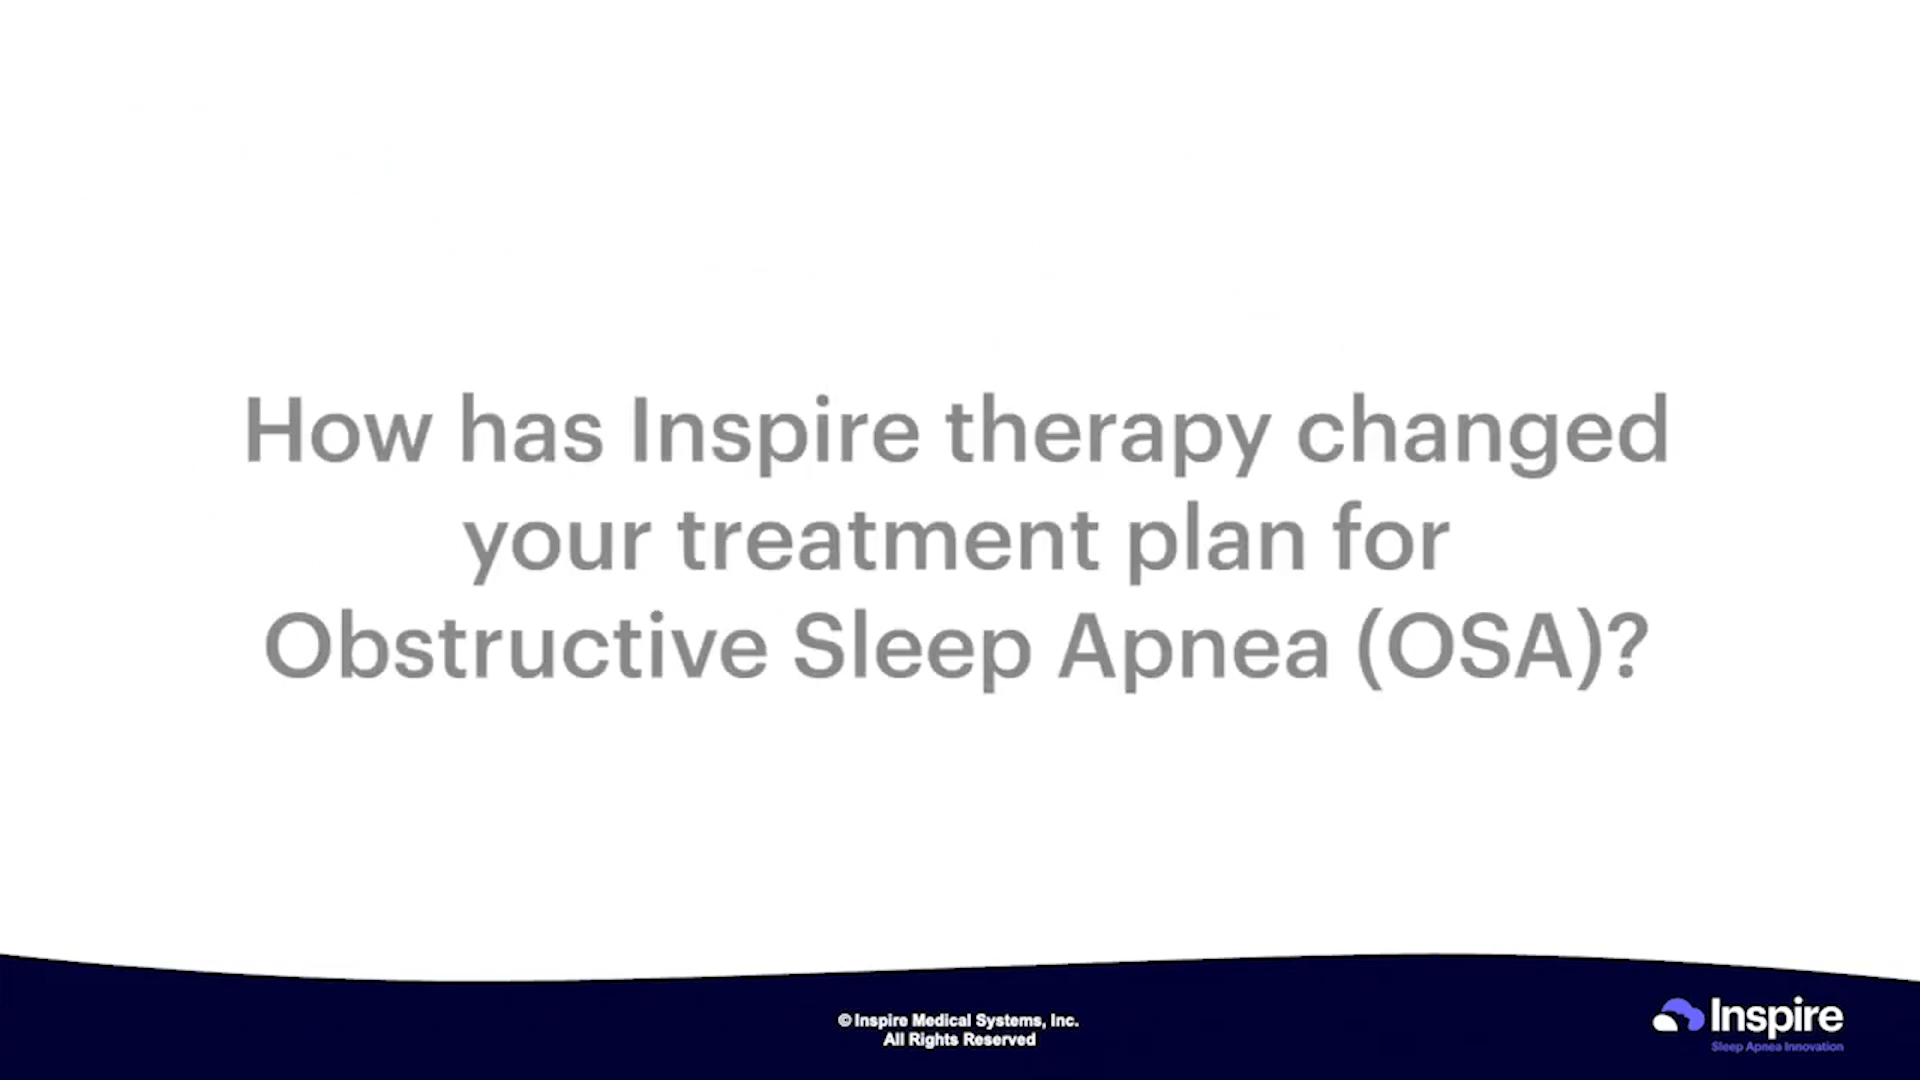 How has Inspire therapy changed
your treatment plan for
Obstructive Sleep Apnea (OSA)?
© Inspire Medical Systems, Inc.
All Rights Reserved
Inspire
Sleep Apnea Innovation